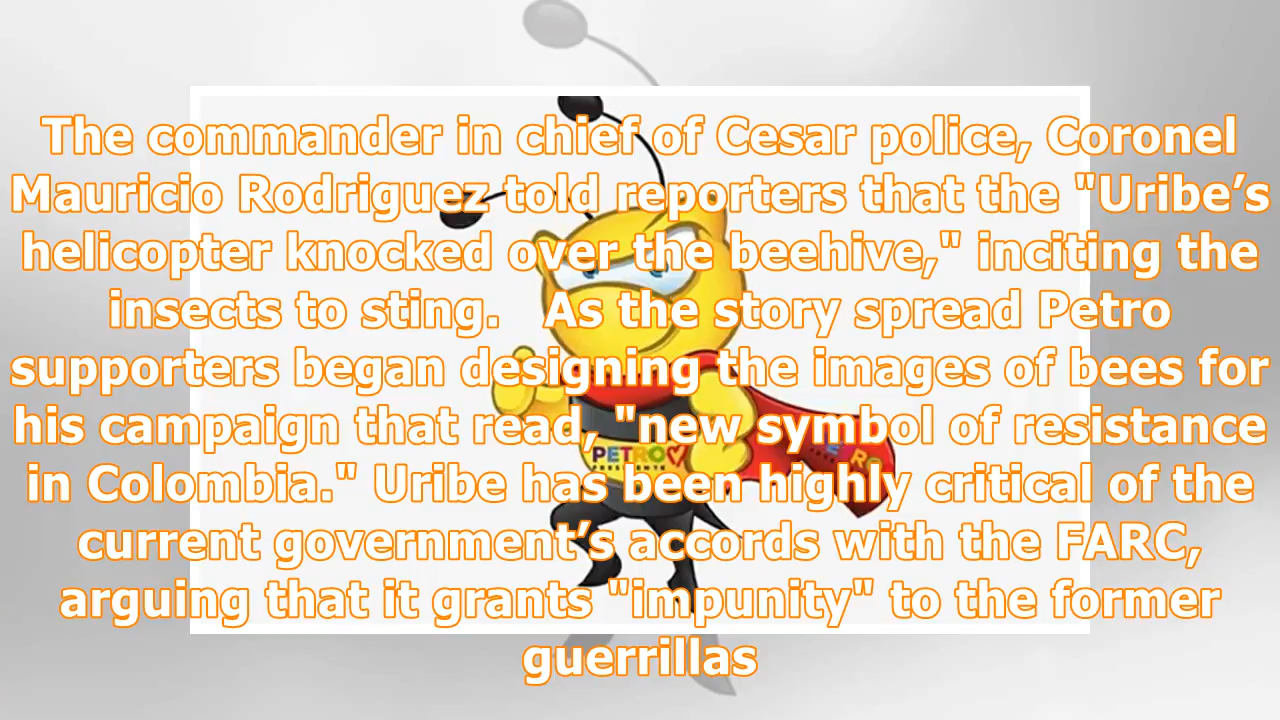 The commander in chief of Cesar police, Coronel
Mauricio Rodriguez told reporters that the "Uribe’s
helicopter knocked over the beehive," inciting the
insects to sting.   As the story spread Petro
supporters began designing the images of bees for
his campaign that read, "new symbol of resistance
in Colombia." Uribe has been highly critical of the
current government’s accords with the FARC,
arguing that it grants "impunity" to the former
guerrillas
PETRO
PRESIDENTE